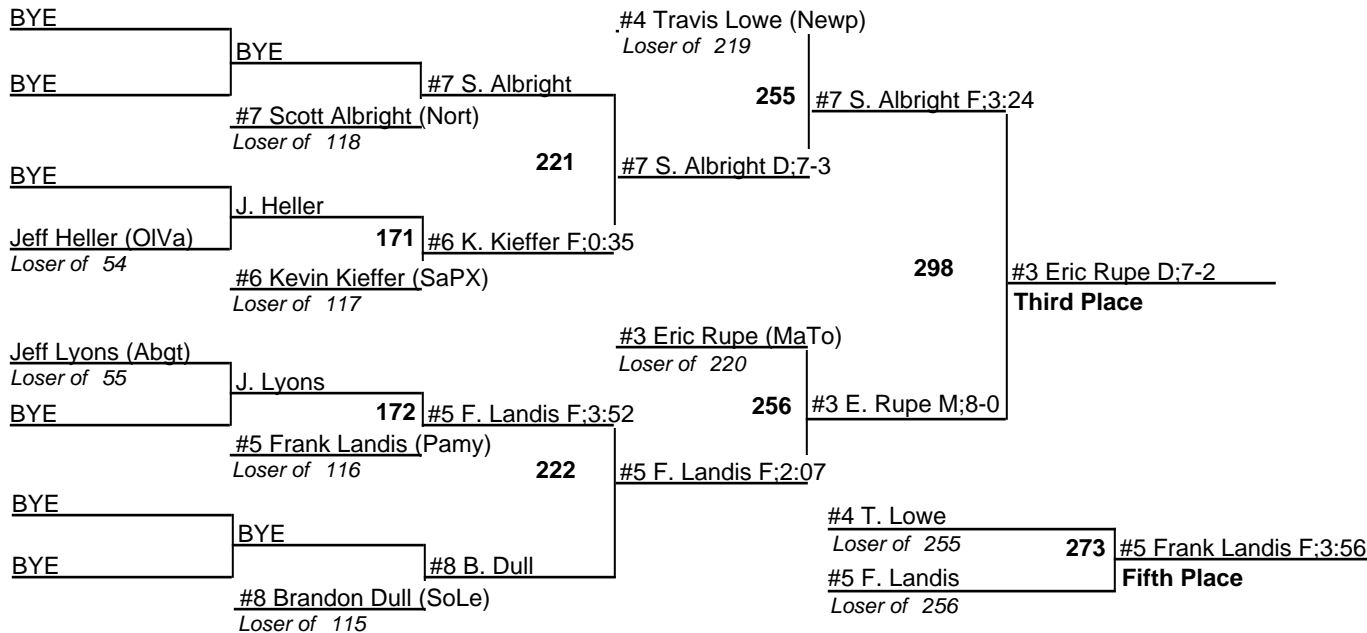 BYE
BYE
BYE
#7 Scott Albright (Nort)
Loser of 118
#7 S. Albright
BYE
Jeff Heller (OlVa)
Loser of 54
J. Heller
171
#6 Kevin Kieffer (SaPX)
Loser of 117
#6 K. Kieffer F;0:35
221
#7 S. Albright D;7-3
#4 Travis Lowe (Newp)
Loser of 219
255
#7 S. Albright F;3:24
Jeff Lyons (Abgt)
Loser of 55
BYE
J. Lyons
172
#5 Frank Landis (Pamy)
Loser of 116
#5 F. Landis F;3:52
BYE
BYE
BYE
#8 Brandon Dull (SoLe)
Loser of 115
#8 B. Dull
222
#5 F. Landis F;2:07
#3 Eric Rupe (MaTo)
Loser of 220
256
#3 E. Rupe M;8-0
298
#3 Eric Rupe D;7-2
Third Place
#4 T. Lowe
Loser of 255
#5 F. Landis
Loser of 256
273
#5 Frank Landis F;3:56
Fifth Place